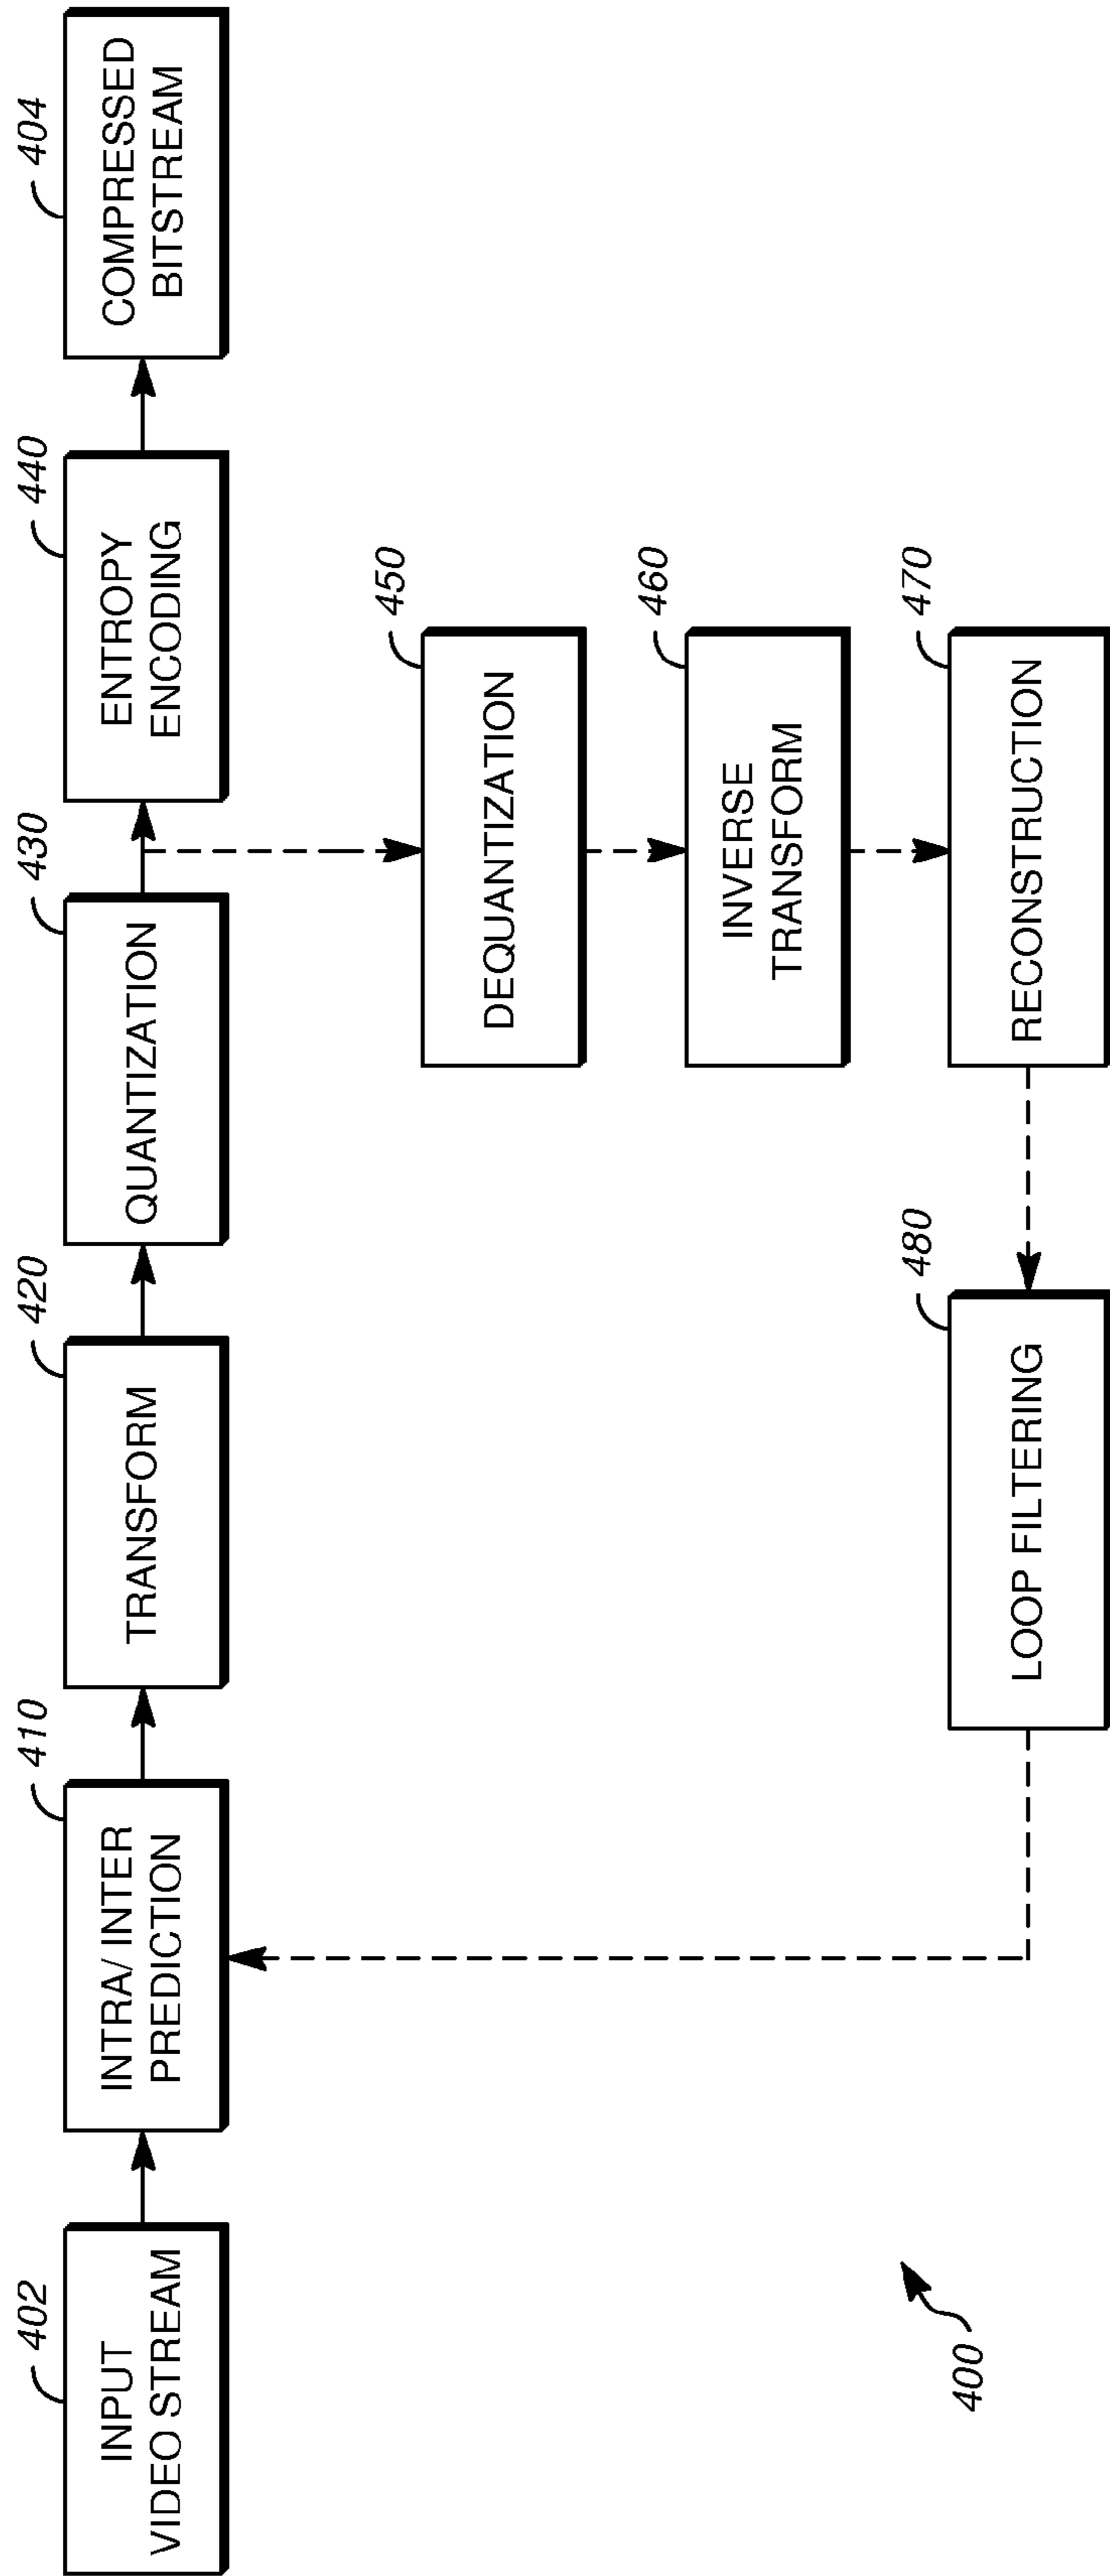 402
INPUT
VIDEO STREAM
410
INTRA/ INTER
PREDICTION
420
TRANSFORM
430
QUANTIZATION
440
ENTROPY
ENCODING
404
COMPRESSED
BITSTREAM
450
DEQUANTIZATION
460
INVERSE
TRANSFORM
470
RECONSTRUCTION
480
LOOP FILTERING
400